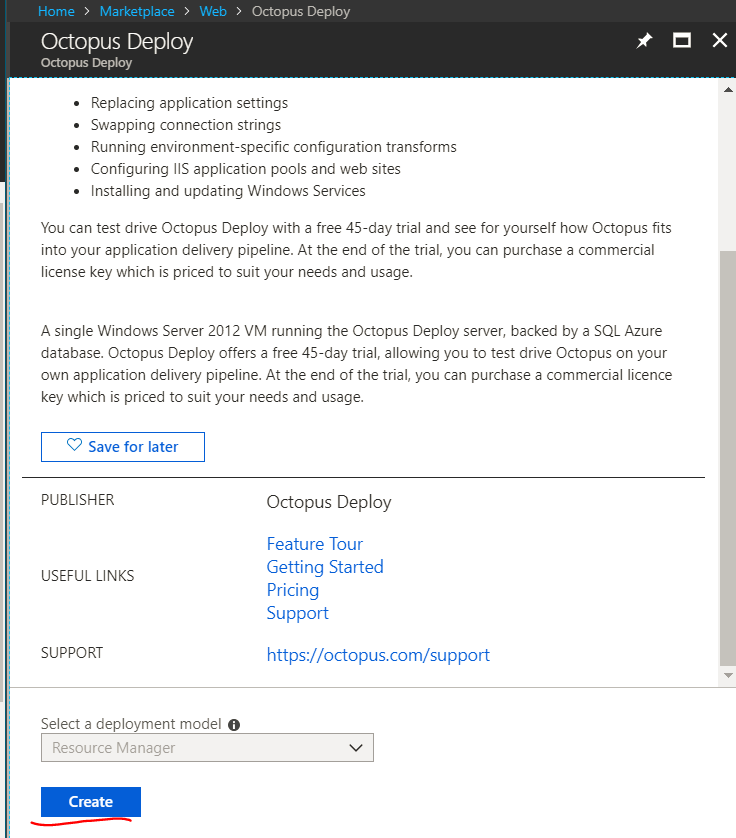 Home > Marketplace > Web > Octopus Deploy
Octopus Deploy
Octopus Deploy
• Replacing application settings
• Swapping connection strings
• Running environment-specific configuration transforms
• Configuring IIS application pools and web sites
• Installing and updating Windows Services
You can test drive Octopus Deploy with a free 45-day trial and see for yourself how Octopus fits
into your application delivery pipeline. At the end of the trial, you can purchase a commercial
license key which is priced to suit your needs and usage.
A single Windows Server 2012 VM running the Octopus Deploy server, backed by a SQL Azure
database. Octopus Deploy offers a free 45-day trial, allowing you to test drive Octopus on your
own application delivery pipeline. At the end of the trial, you can purchase a commercial licence
key which is priced to suit your needs and usage.
Save for later
PUBLISHER Octopus Deploy
Feature Tour
Getting Started
USEFUL LINKS
Pricing
Support
SUPPORT https://octopus.com/support
Select a deployment model
Resource Manager
Create